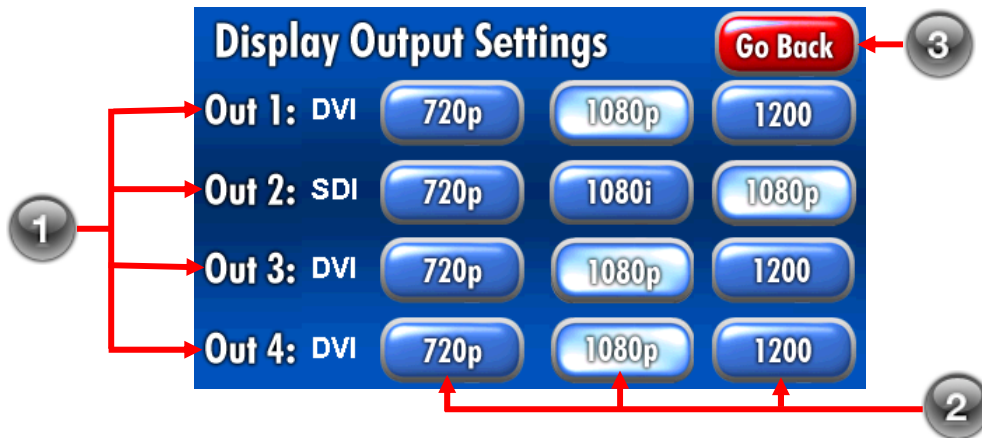 Display Output Settings Go Back 3
Out 1: DVI 720p 1080p 1200
Out 2: SDI 720p 1080i 1080p
1
Out 3: DVI 720p 1080p 1200
Out 4: DVI 720p 1080p 1200
2